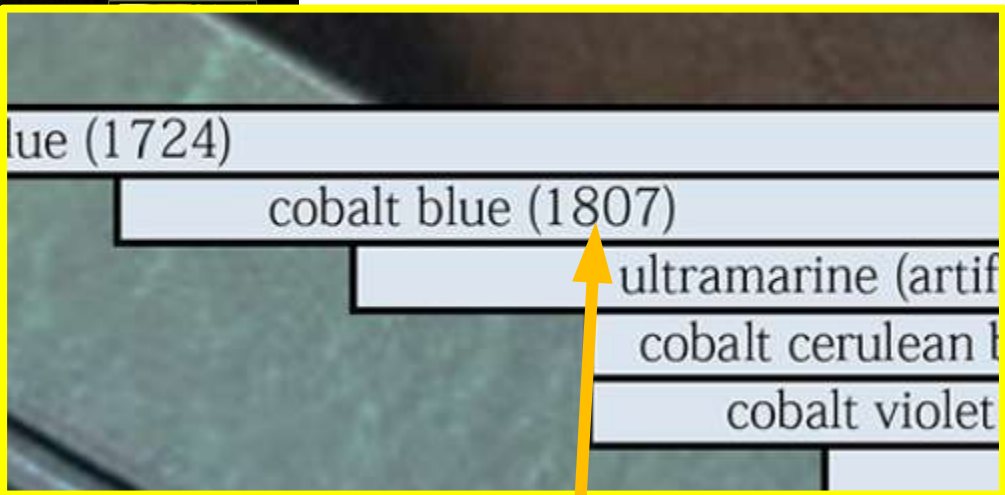 lue (1724)
cobalt blue (1807)
ultramarine (artif
cobalt cerulean
cobalt violet